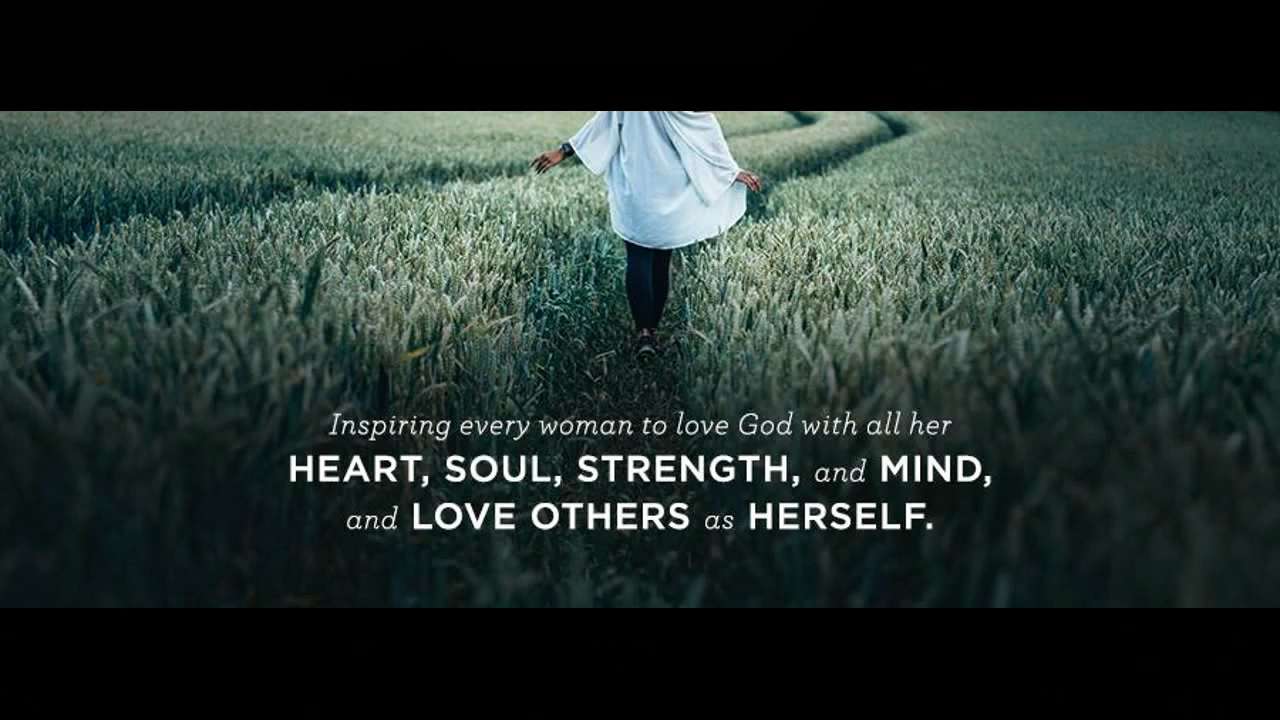 Inspiring every woman to love God with all her
HEART, SOUL, STRENGTH, and MIND,
and LOVE OTHERS as HERSELF.